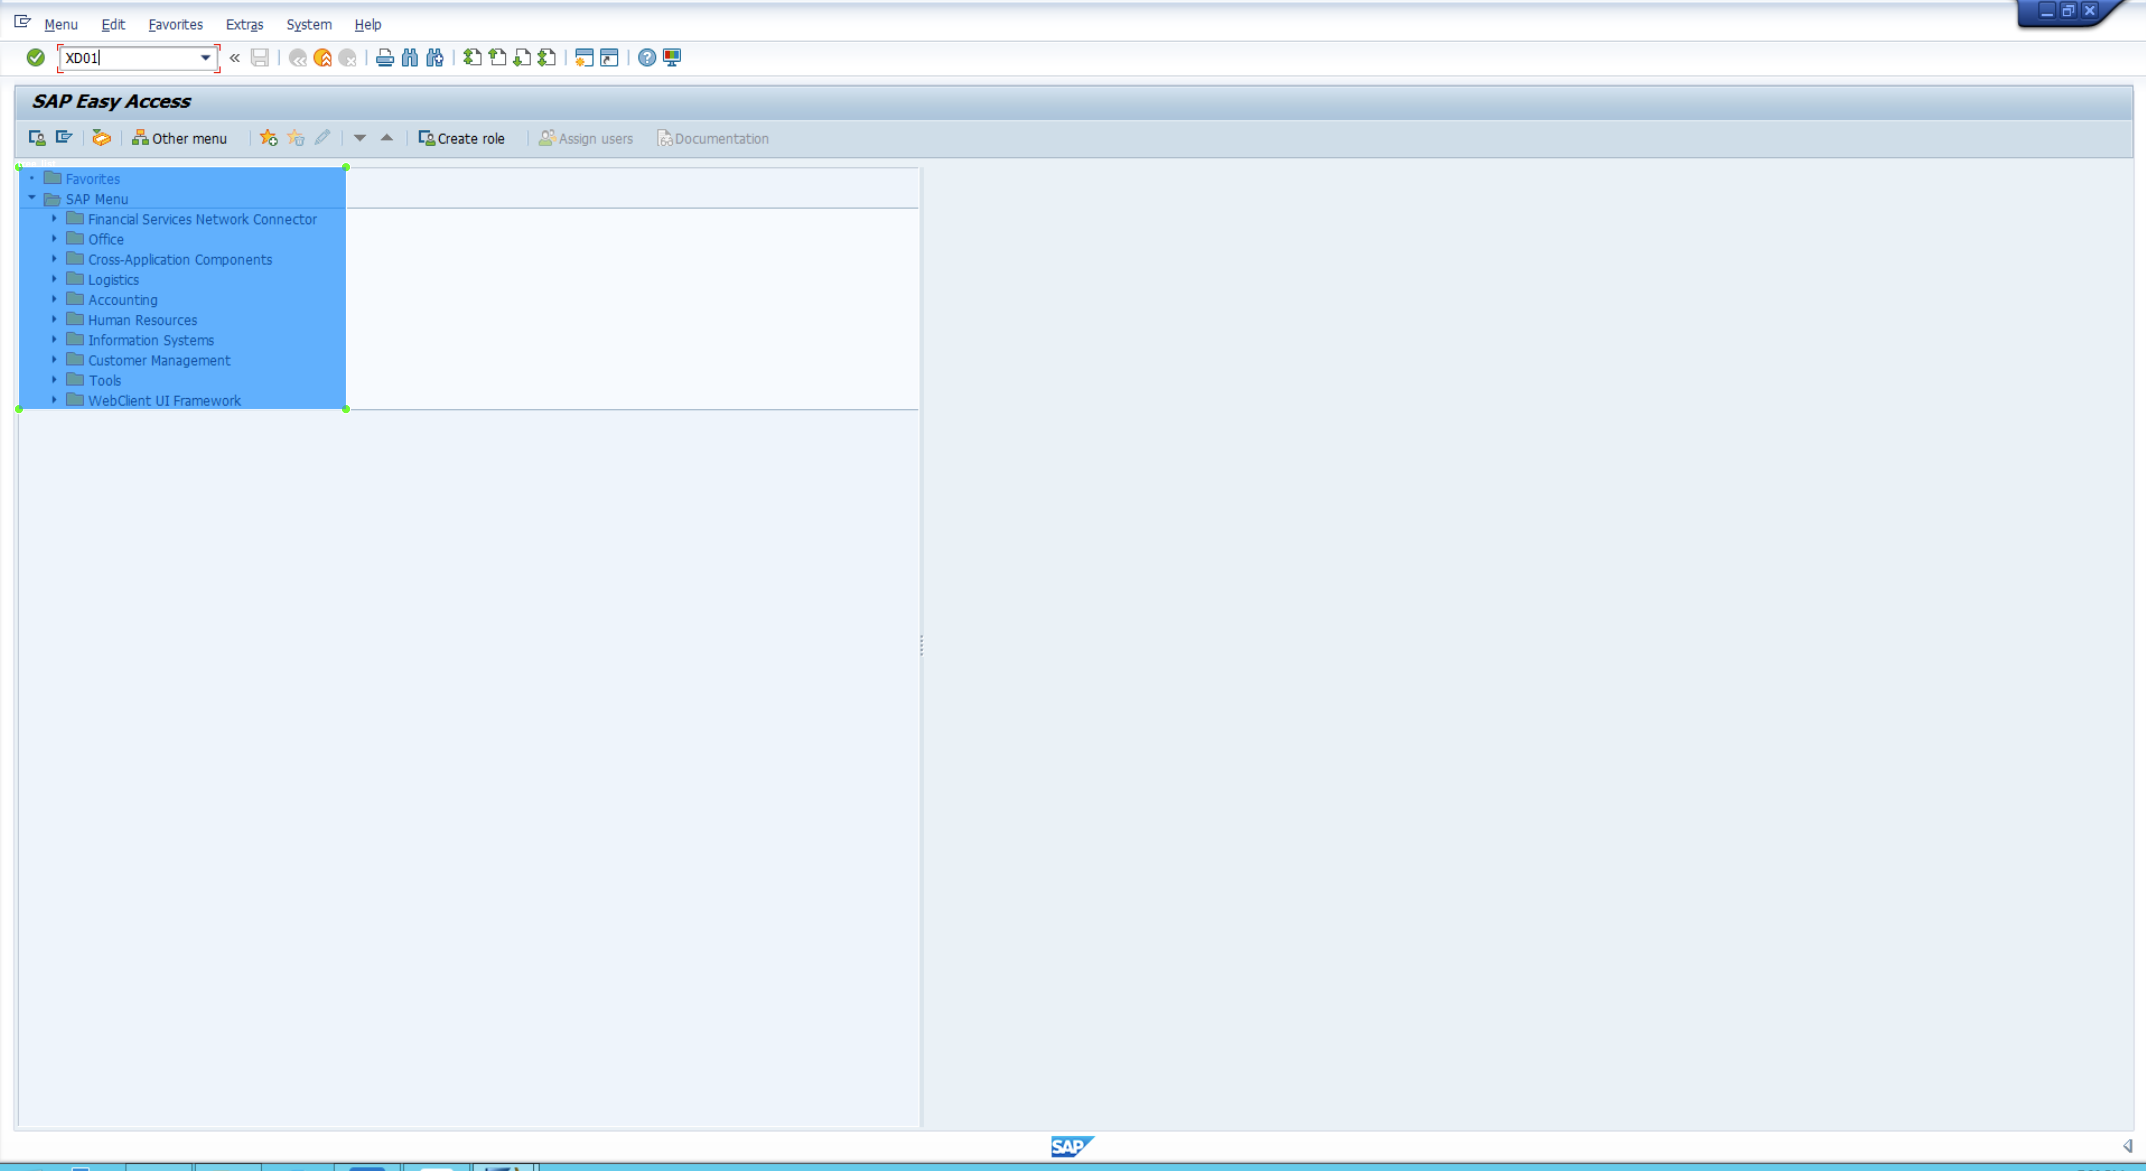 Menu Edit Favorites Extras System Help
XD01
SAP Easy Access
Other menu Create role Assign users Documentation
Favorites
SAP Menu
Financial Services Network Connector
Office
Cross-Application Components
Logistics
Accounting
Human Resources
Information Systems
Customer Management
Tools
WebClient UI Framework
SAP